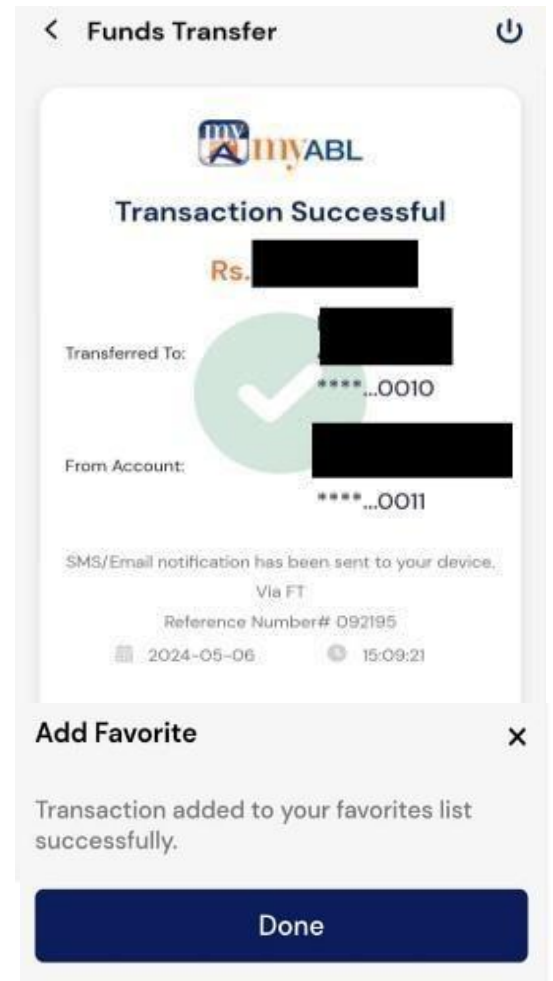 Funds Transfer
my myABL
Transaction Successful
Rs.
Transferred To:
****...0010
From Account:
****...0011
SMS/Email notification has been sent to your device.
Via FT
Reference Number# 092195
2024-05-06 15:09:21
Add Favorite
Transaction added to your favorites list
successfully.
Done